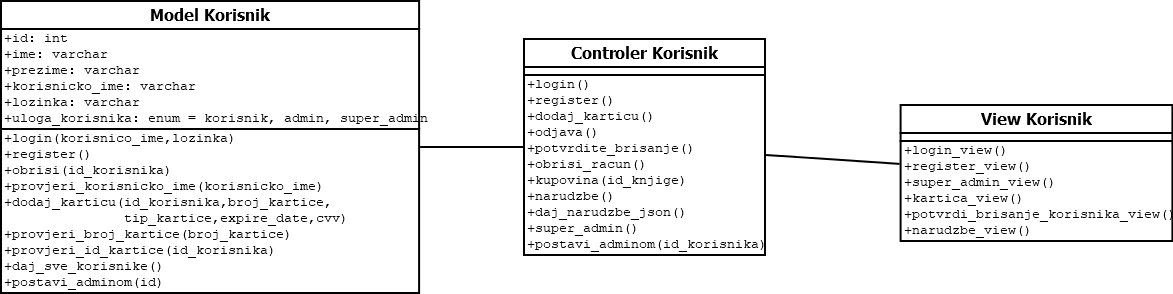 Model Korisnik
+id: int
+ime: varchar
+prezime: varchar
+korisnicko_ime: varchar
+lozinka: varchar
+uloga_korisnika: enum = korisnik, admin, super_admin
+login(korisnico_ime,lozinka)
+register()
+obrisi(id_korisnika)
+provjeri_korisnicko_ime(korisnicko_ime)
+dodaj_karticu(id_korisnika,broj_kartice,
tip_kartice,expire_date,cvv)
+provjeri_broj_kartice(broj_kartice)
+provjeri_id_kartice(id_korisnika)
+daj_sve_korisnike()
+postavi_adminom(id)
Controler Korisnik
+login()
+register()
+dodaj_karticu()
+odjava()
+potvrdite_brisanje()
+obrisi_racun()
+kupovina(id_knjige)
+narudzbe()
+daj_narudzbe_json()
+super_admin()
+postavi_adminom(id_korisnika)
View Korisnik
+login_view()
+register_view()
+super_admin_view()
+kartica_view()
+potvrdi_brisanje_korisnika_view()
+narudzbe_view()